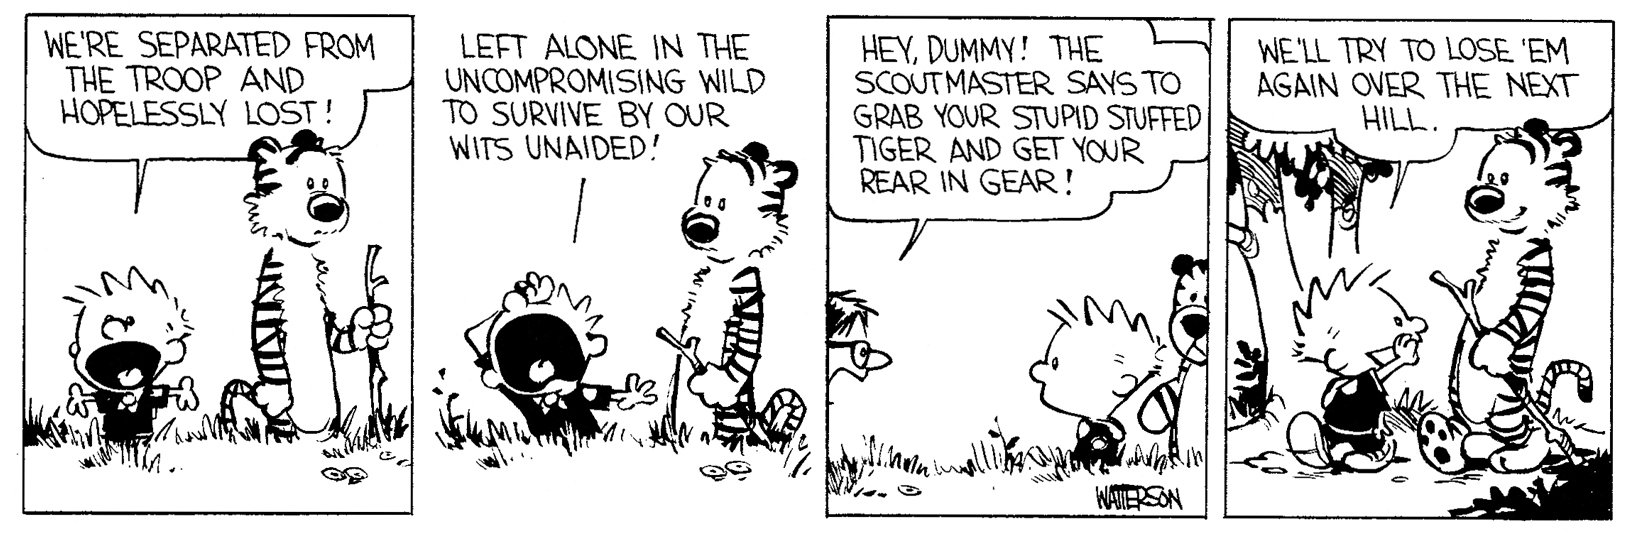 WE'RE SEPARATED FROM
THE TROOP AND
HOPELESSLY LOST!
LEFT ALONE IN THE
UNCOMPROMISING WILD
TO SURVIVE BY OUR
WITS UNAIDED!
HEY, DUMMY! THE
SCOUTMASTER SAYS TO
GRAB YOUR STUPID STUFFED
TIGER AND GET YOUR
REAR IN GEAR!
WATTERSON
WE'LL TRY TO LOSE 'EM
AGAIN OVER THE NEXT
HILL.